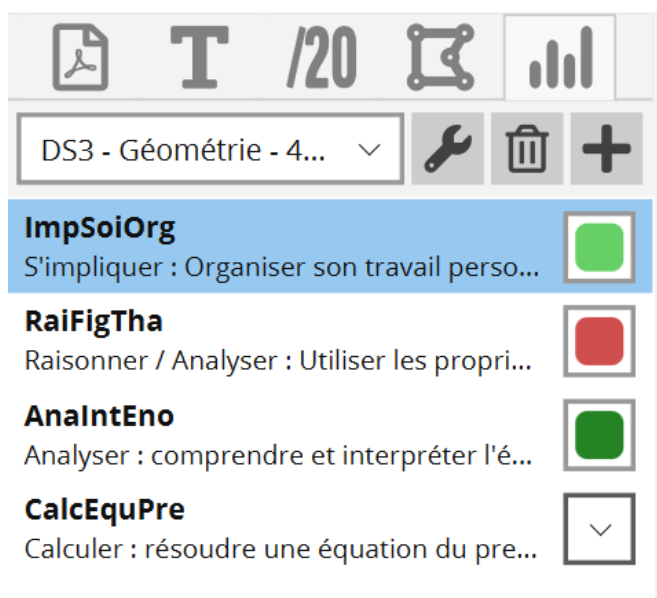 T /20
DS3 - Géométrie - 4...
ImpSoiOrg
S'impliquer : Organiser son travail perso...
RaiFigTha
Raisonner / Analyser : Utiliser les propri...
AnaIntEno
Analyser : comprendre et interpréter l'é...
CalcEquPre
Calculer : résoudre une équation du pre...